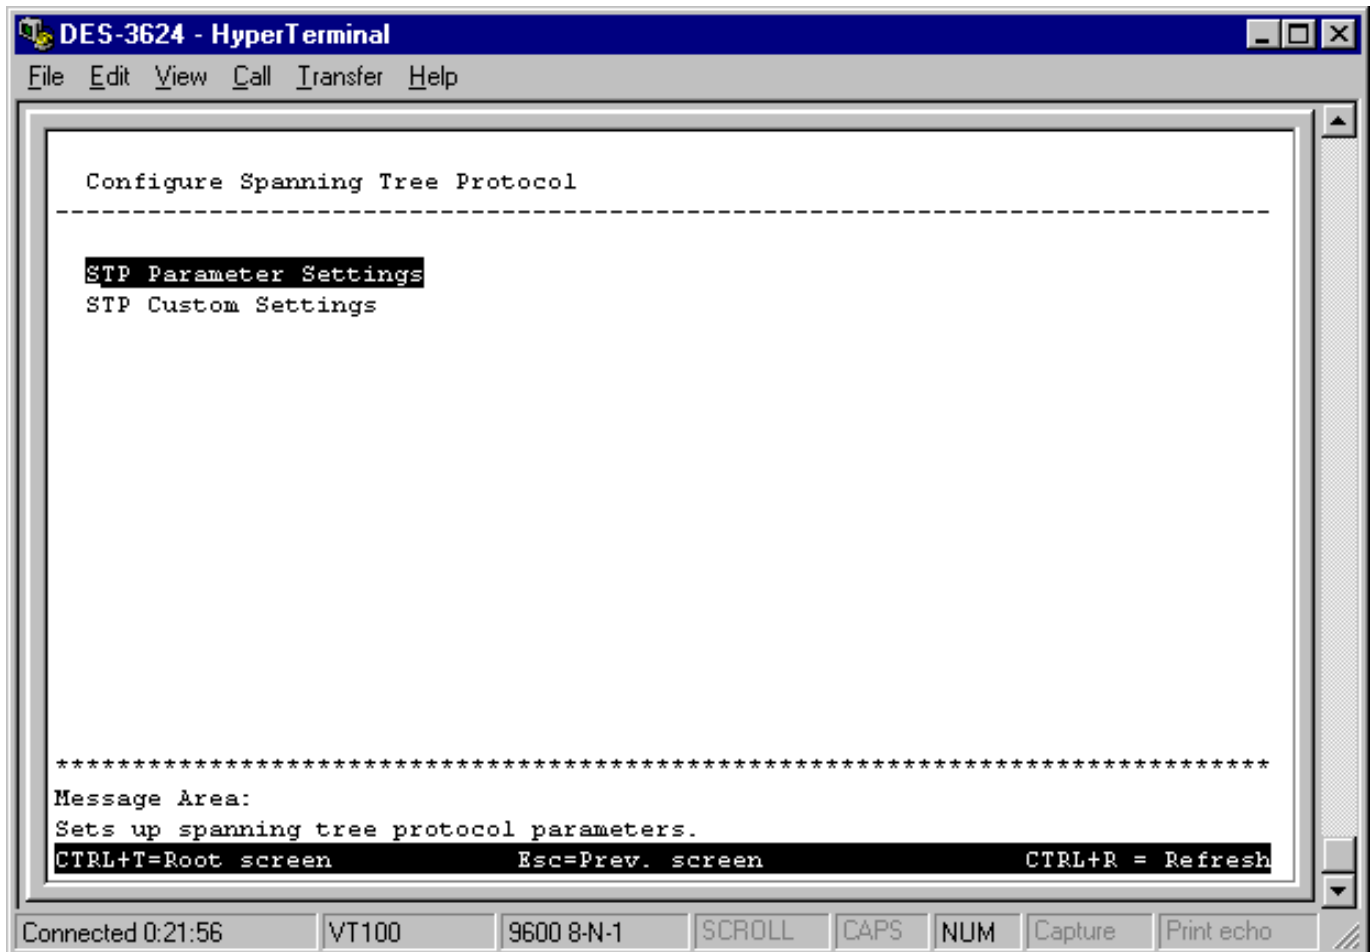 DES-3624 - HyperTerminal
File Edit View Call Transfer Help
Configure Spanning Tree Protocol
-------------------------------------------------------------------------------
STP Parameter Settings
STP Custom Settings
*******************************************************************************
Message Area:
Sets up spanning tree protocol parameters.
CTRL+T=Root screen Esc=Prev. screen CTRL+R = Refresh
Connected 0:21:56 VT100 9600 8-N-1 SCROLL CAPS NUM Capture Print echo